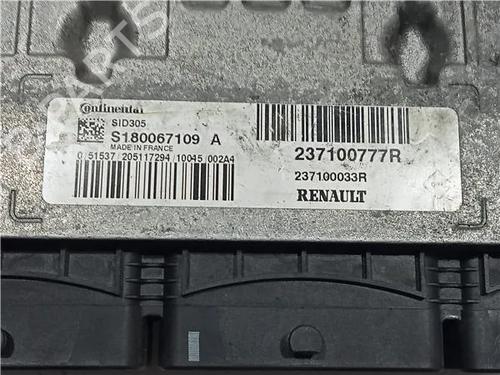 Continental
SID305
S180067109 A
MADE IN FRANCE
0 51537 205117294 10045 002A4
237100777R
237100033R
RENAULT